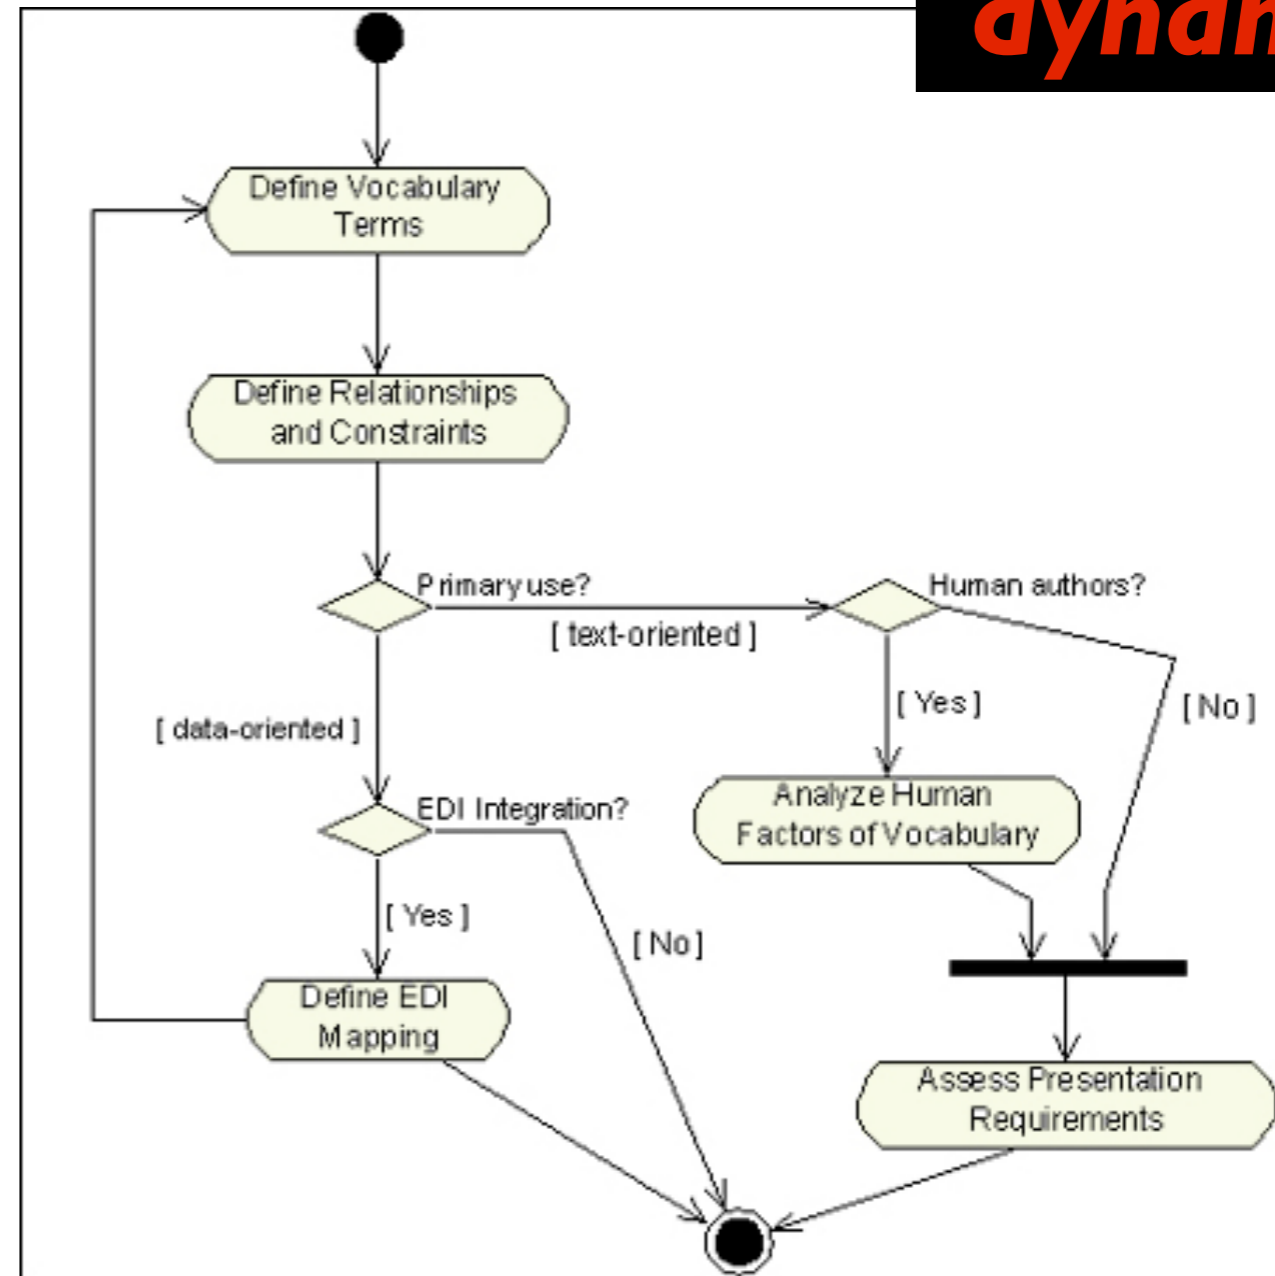 Define Vocabulary
Terms
Define Relationships
and Constraints
Primary use?
Human authors?
[ text-oriented ]
[ Yes ]
[ No ]
[ data-oriented ]
Analyze Human
Factors of Vocabulary
EDI Integration?
[ Yes ]
[ No ]
Define EDI
Mapping
Assess Presentation
Requirements